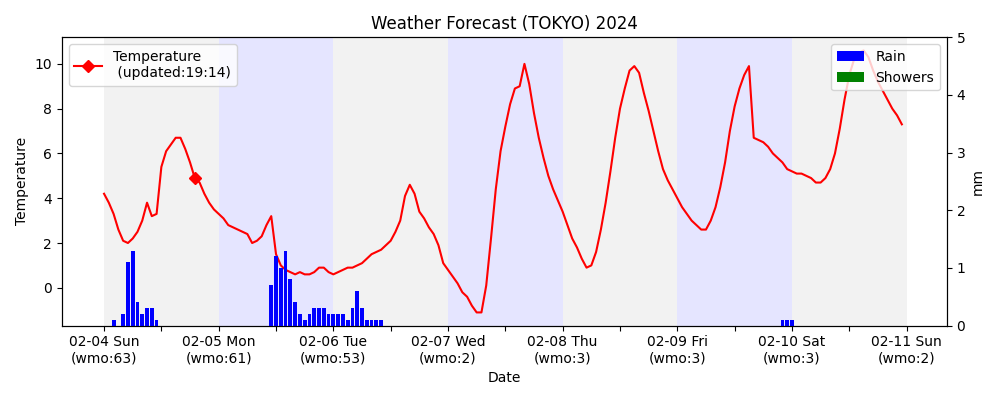 Weather Forecast (TOKYO) 2024
Temperature
(updated:19:14)
Rain
Showers
Temperature
10
8
6
4
2
0
5
4
3
2
1
0
mm
02-04 Sun
(wmo:63)
02-05 Mon
(wmo:61)
02-06 Tue
(wmo:53)
02-07 Wed
(wmo:2)
02-08 Thu
(wmo:3)
02-09 Fri
(wmo:3)
02-10 Sat
(wmo:3)
02-11 Sun
(wmo:2)
Date